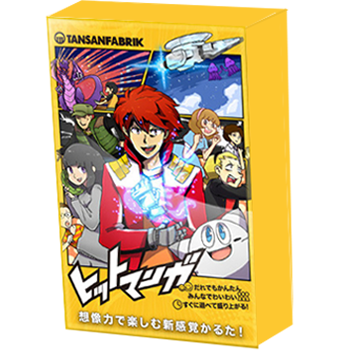 TANSANFABRIK
ヒットマンガ
だれでもかんたん
みんなでわいわい
すぐに遊べて盛り上がる!
想像力で楽しむ新感覚かるた!